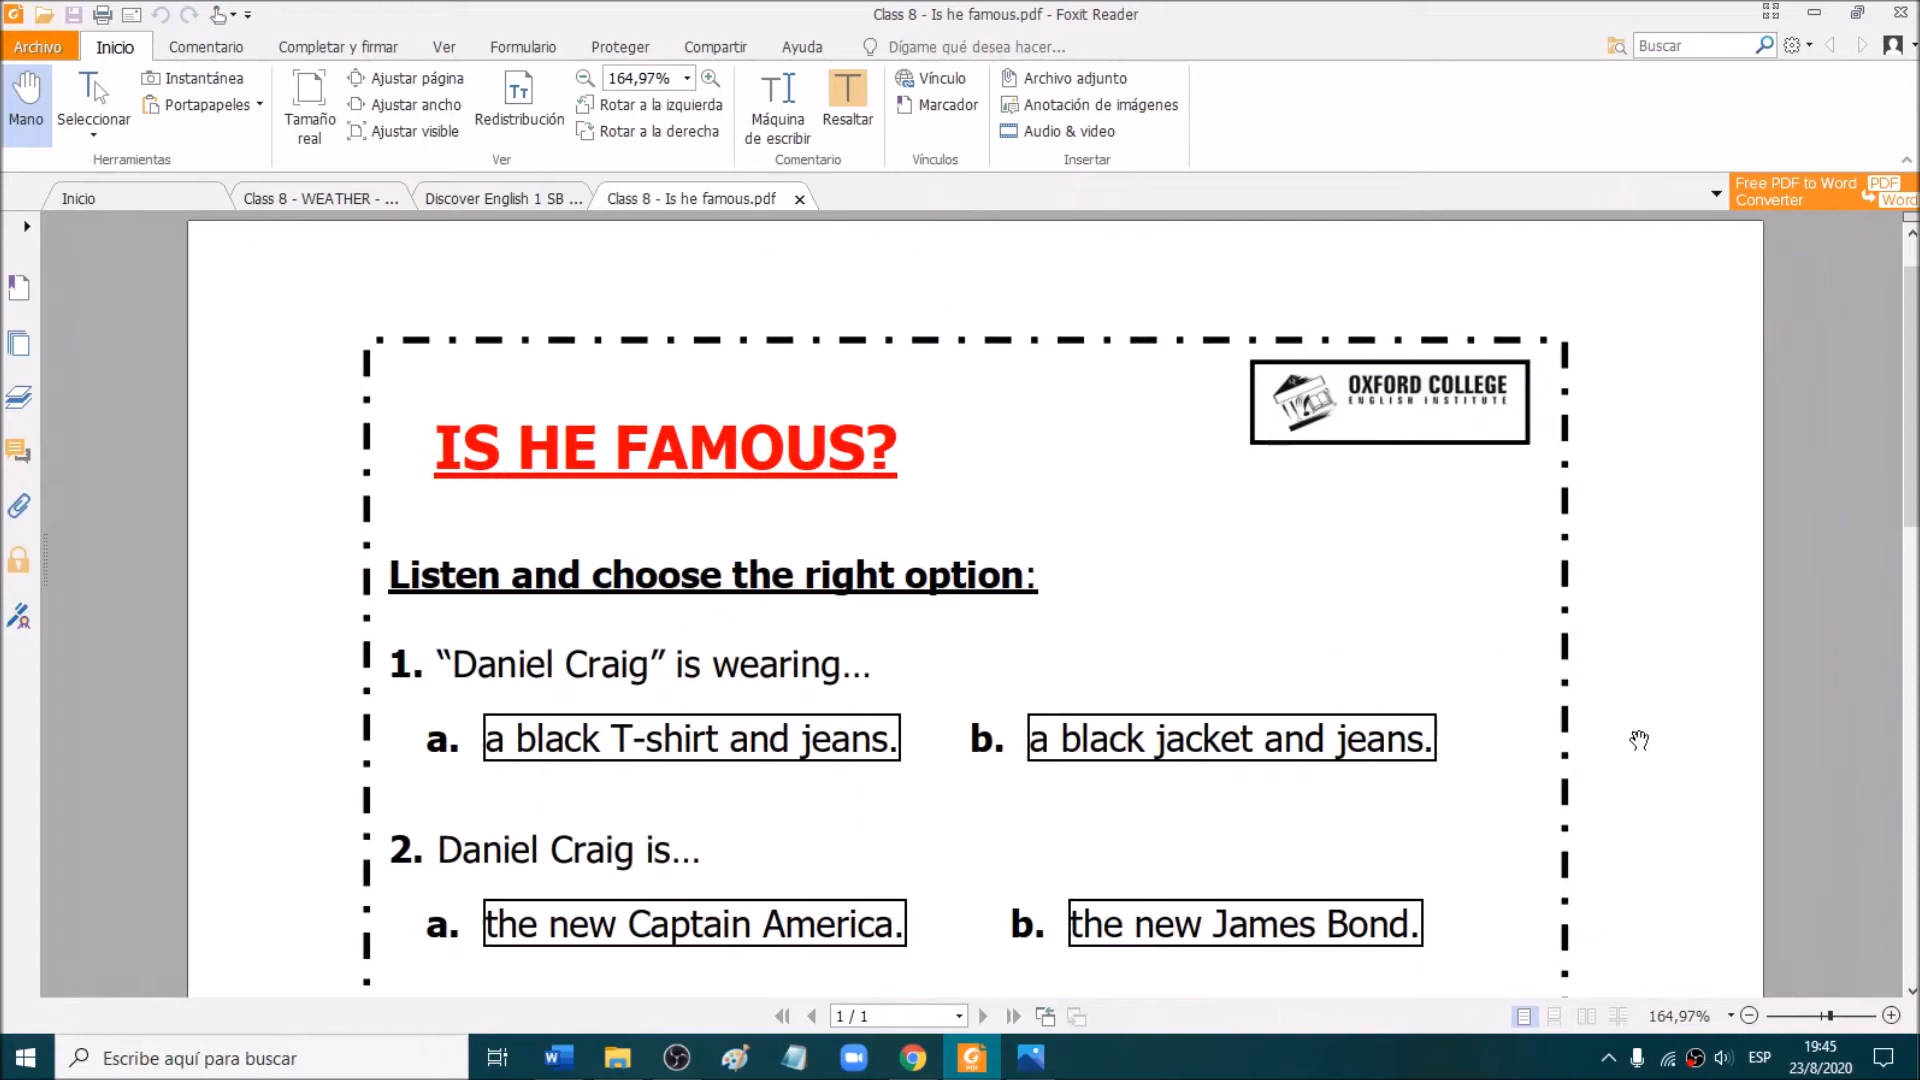 Class 8 - Is he famous.pdf - Foxit Reader
Archivo Inicio Comentario Completar y firmar Ver Formulario Proteger Compartir Ayuda Dígame qué desea hacer... Buscar
Mano
Seleccionar
Instantánea
Portapapeles
Herramientas
Tamaño
real
Ajustar página
Ajustar ancho
Ajustar visible
Redistribución
164,97%
Rotar a la izquierda
Rotar a la derecha
Ver
Máquina
de escribir
Resaltar
Comentario
Vínculo
Marcador
Vínculos
Archivo adjunto
Anotación de imágenes
Audio & video
Insertar
Inicio
Class 8 - WEATHER - ...
Discover English 1 SB ...
Class 8 - Is he famous.pdf
Free PDF to Word
Converter
PDF
Word
OXFORD COLLEGE
ENGLISH INSTITUTE
IS HE FAMOUS?
Listen and choose the right option:
1. “Daniel Craig” is wearing...
a. a black T-shirt and jeans. b. a black jacket and jeans.
2. Daniel Craig is...
a. the new Captain America. b. the new James Bond.
1 / 1
164,97%
Escribe aquí para buscar
ESP
19:45
23/8/2020